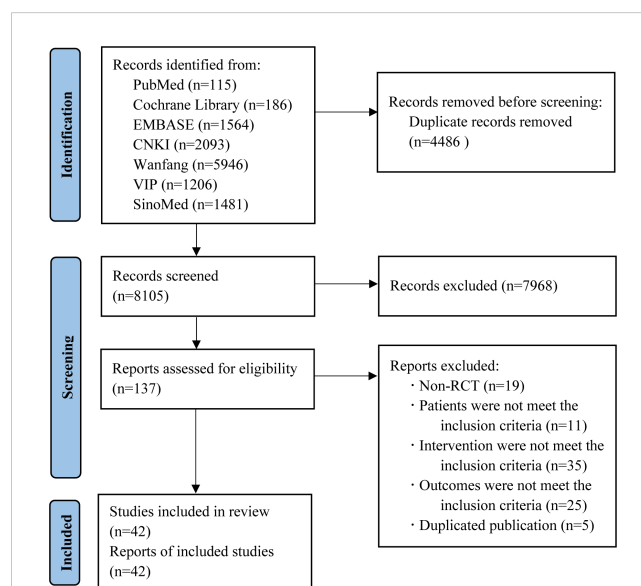 Identification
Records identified from:
PubMed (n=115)
Cochrane Library (n=186)
EMBASE (n=1564)
CNKI (n=2093)
Wanfang (n=5946)
VIP (n=1206)
SinoMed (n=1481)
Records removed before screening:
Duplicate records removed
(n=4486 )
Screening
Records screened
(n=8105)
Records excluded (n=7968)
Reports assessed for eligibility
(n=137)
Reports excluded:
· Non-RCT (n=19)
· Patients were not meet the
inclusion criteria (n=11)
· Intervention were not meet the
inclusion criteria (n=35)
· Outcomes were not meet the
inclusion criteria (n=25)
· Duplicated publication (n=5)
Included
Studies included in review
(n=42)
Reports of included studies
(n=42)